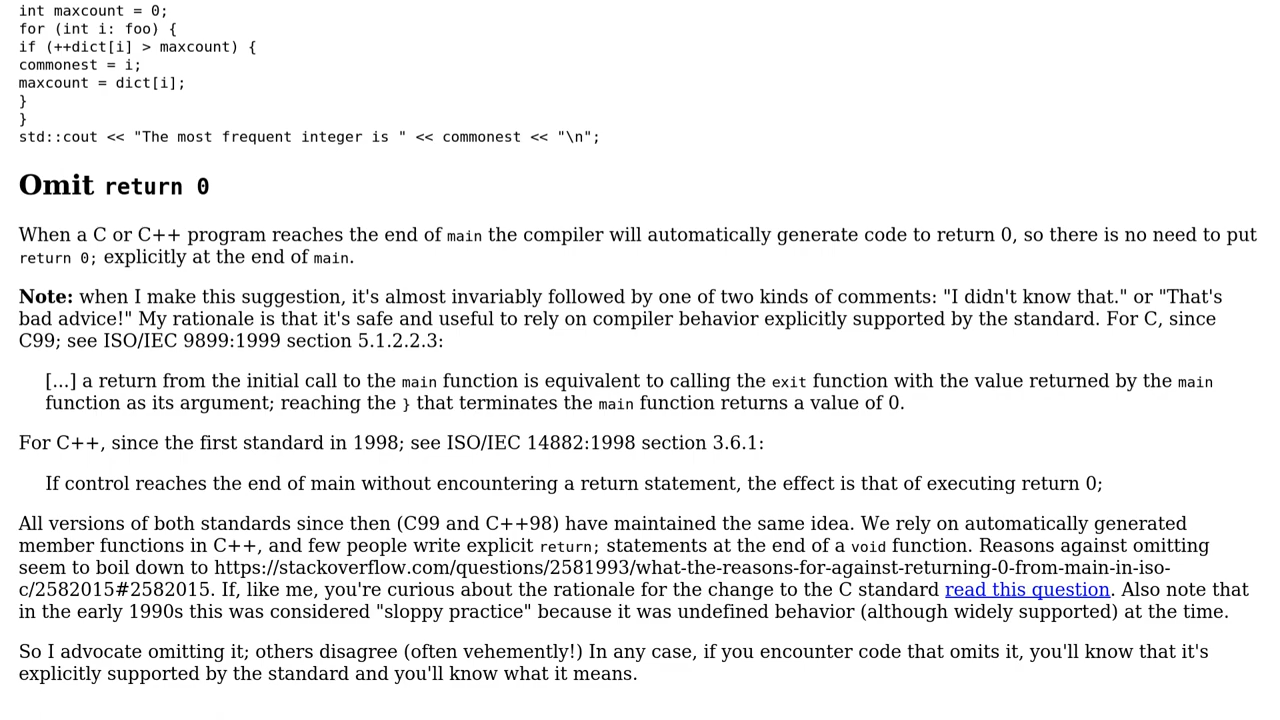 int maxcount = 0;
for (int i: foo) {
if (++dict[i] > maxcount) {
commonest = i;
maxcount = dict[i];
}
}
std::cout << "The most frequent integer is " << commonest << "\n";
Omit return 0
When a C or C++ program reaches the end of main the compiler will automatically generate code to return 0, so there is no need to put
return 0; explicitly at the end of main.
Note: when I make this suggestion, it's almost invariably followed by one of two kinds of comments: "I didn't know that." or "That's
bad advice!" My rationale is that it's safe and useful to rely on compiler behavior explicitly supported by the standard. For C, since
C99; see ISO/IEC 9899:1999 section 5.1.2.2.3:
[...] a return from the initial call to the main function is equivalent to calling the exit function with the value returned by the main
function as its argument; reaching the } that terminates the main function returns a value of 0.
For C++, since the first standard in 1998; see ISO/IEC 14882:1998 section 3.6.1:
If control reaches the end of main without encountering a return statement, the effect is that of executing return 0;
All versions of both standards since then (C99 and C++98) have maintained the same idea. We rely on automatically generated
member functions in C++, and few people write explicit return; statements at the end of a void function. Reasons against omitting
seem to boil down to https://stackoverflow.com/questions/2581993/what-the-reasons-for-against-returning-0-from-main-in-iso-
c/2582015#2582015. If, like me, you're curious about the rationale for the change to the C standard read this question. Also note that
in the early 1990s this was considered "sloppy practice" because it was undefined behavior (although widely supported) at the time.
So I advocate omitting it; others disagree (often vehemently!) In any case, if you encounter code that omits it, you'll know that it's
explicitly supported by the standard and you'll know what it means.